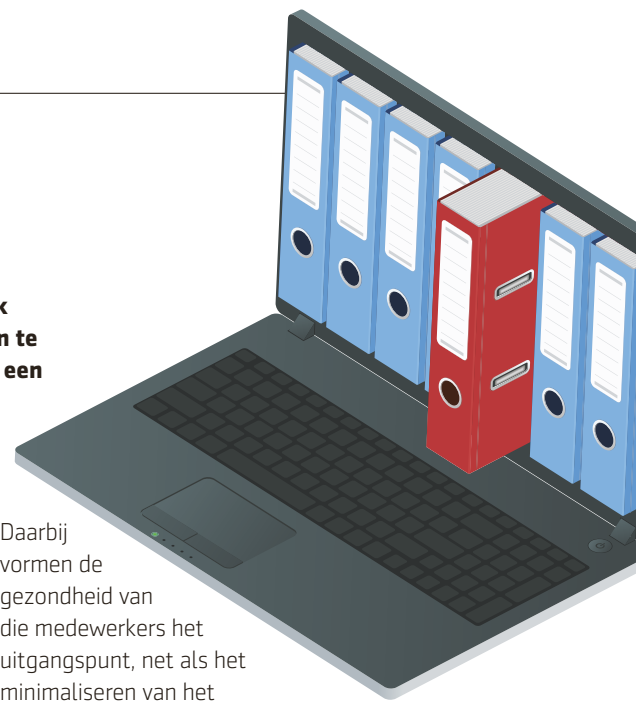 n te
een
Daarbij
vormen de
gezondheid van
die medewerkers het
uitgangspunt, net als het
minimaliseren van het